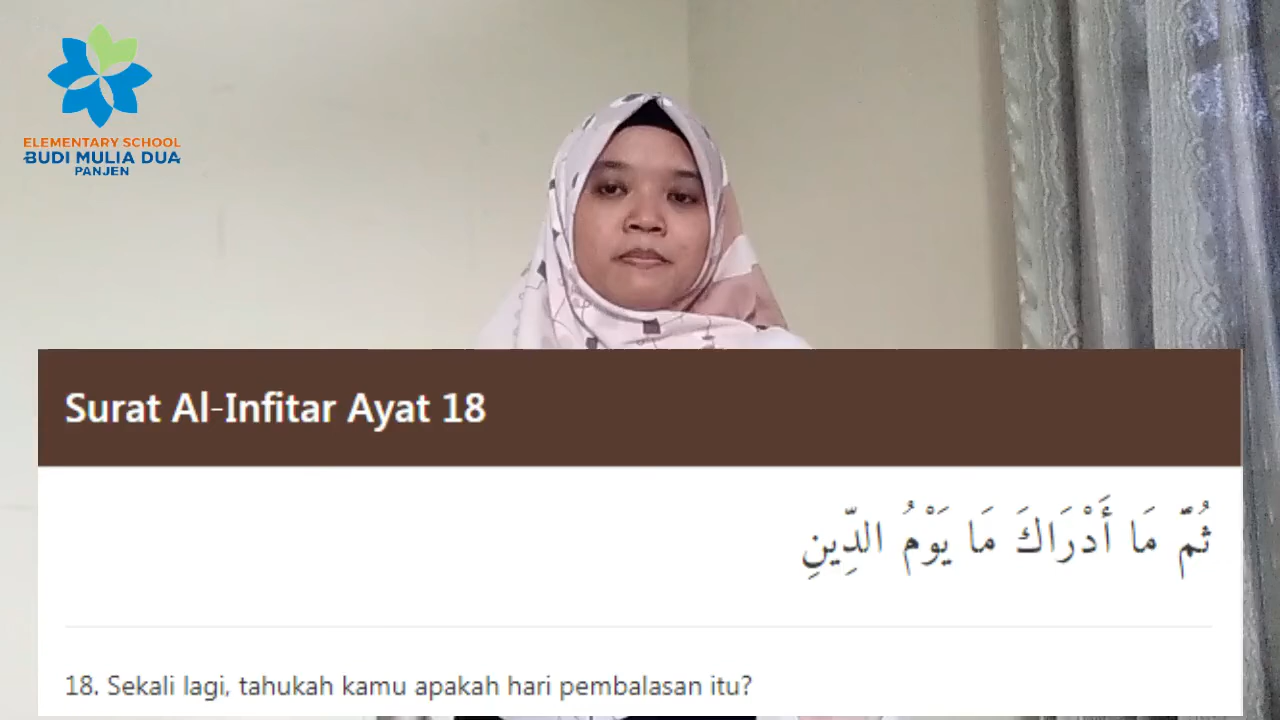 ELEMENTARY SCHOOL
BUDI MULIA DUA
PANJEN
Surat Al-Infitar Ayat 18
ثُمَّ مَا أَدْرَاكَ مَا يَوْمُ الدِّينِ
18. Sekali lagi, tahukah kamu apakah hari pembalasan itu?